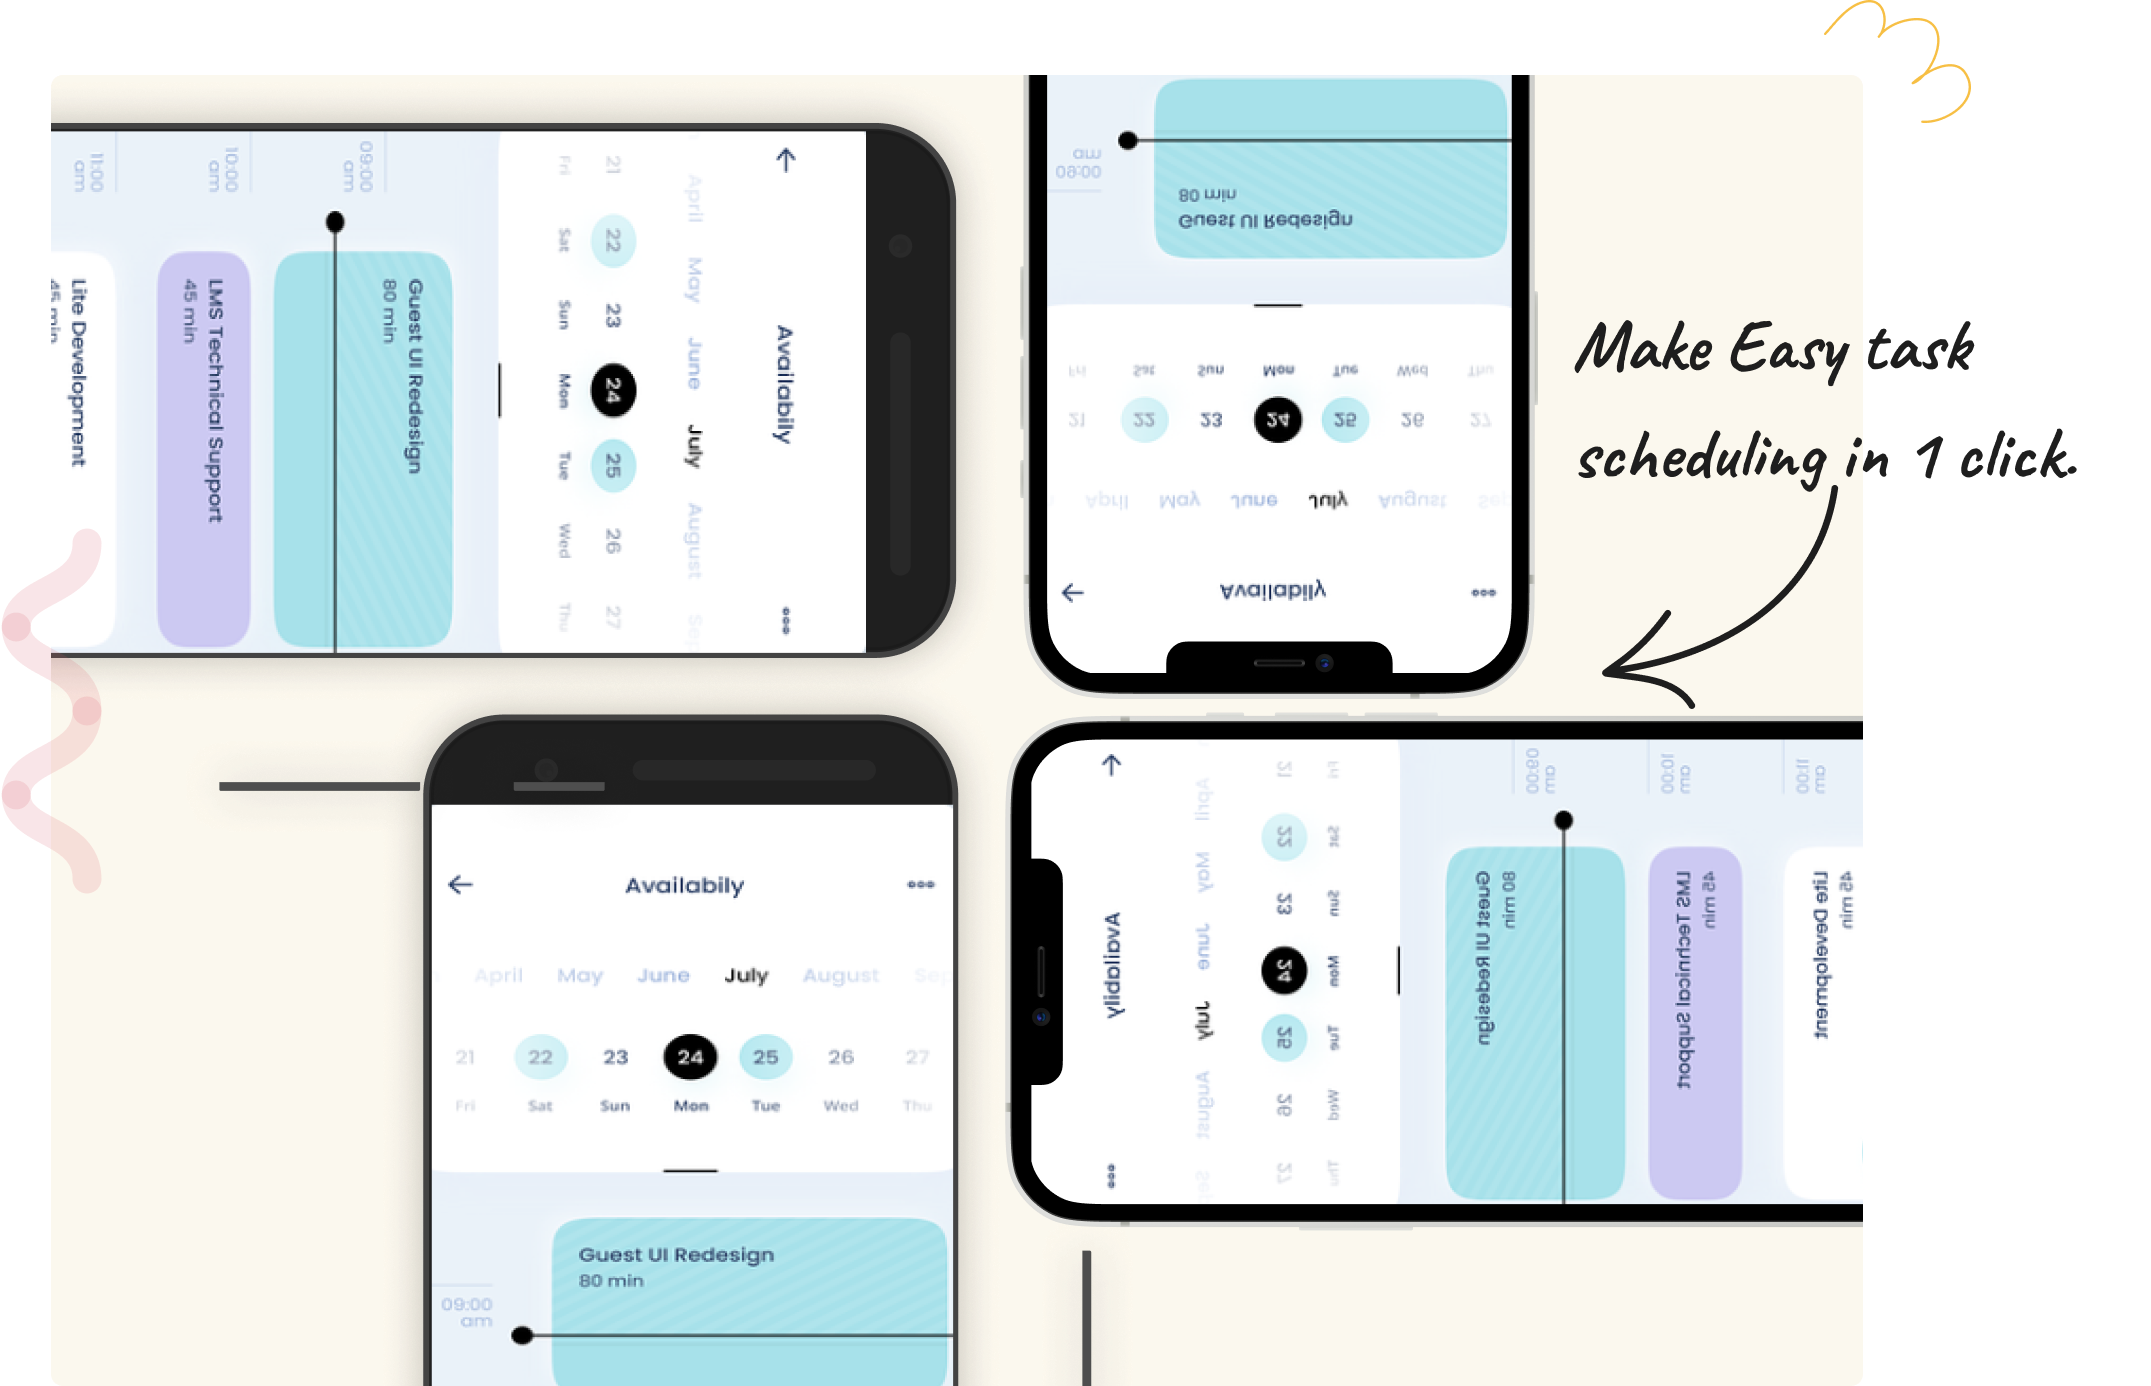 Availabily
April May June July August Sep
21 22 23 24 25 26 27
Fri Sat Sun Mon Tue Wed Thu
09:00
am
Guest UI Redesign
80 min
10:00
am
LMS Technical Support
45 min
11:00
am
Lite Development
45 min
Guest UI Redesign
80 min
09:00
am
Fri Sat Sun Mon Tue Wed Thu
21 22 23 24 25 26 27
April May June July August Sep
Availabily
Make Easy task
scheduling in 1 click.
Availabily
April May June July August Sep
21 22 23 24 25 26 27
Fri Sat Sun Mon Tue Wed Thu
Guest UI Redesign
80 min
09:00
am
Availabily
April May June July August Sep
21 22 23 24 25 26 27
Fri Sat Sun Mon Tue Wed Thu
09:00
am
Guest UI Redesign
80 min
10:00
am
LMS Technical Support
45 min
11:00
am
Lite Development
45 min